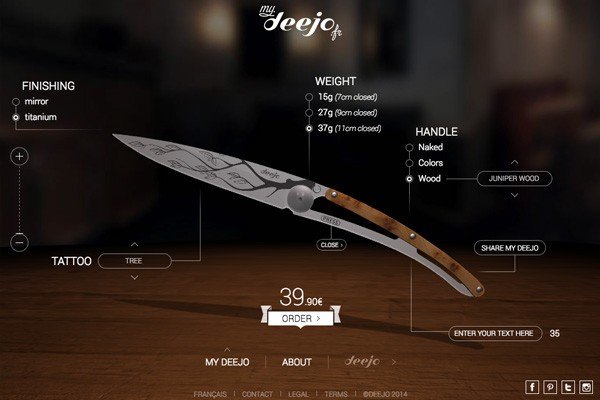 my
deejo.fr
FINISHING
mirror
titanium
WEIGHT
15g (7cm closed)
27g (9cm closed)
37g (11cm closed)
HANDLE
Naked
Colors
Wood
JUNIPER WOOD
deejo
PRESS
CLOSE
SHARE MY DEEJO
TATTOO
TREE
39.90€
ORDER
ENTER YOUR TEXT HERE 35
MY DEEJO | ABOUT | deejo
FRANÇAIS | CONTACT | LEGAL | TERMS | ©DEEJO 2014